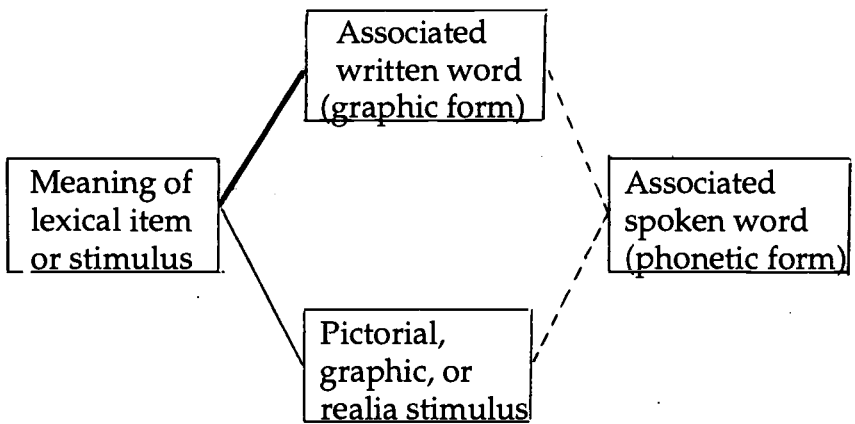 Associated
written word
(graphic form)
Meaning of
lexical item
or stimulus
Associated
spoken word
(phonetic form)
Pictorial,
graphic, or
realia stimulus